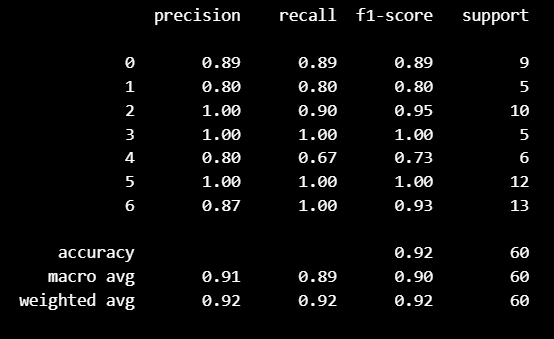 precision recall f1-score support
0 0.89 0.89 0.89 9
1 0.80 0.80 0.80 5
2 1.00 0.90 0.95 10
3 1.00 1.00 1.00 5
4 0.80 0.67 0.73 6
5 1.00 1.00 1.00 12
6 0.87 1.00 0.93 13
accuracy 0.92 60
macro avg 0.91 0.89 0.90 60
weighted avg 0.92 0.92 0.92 60